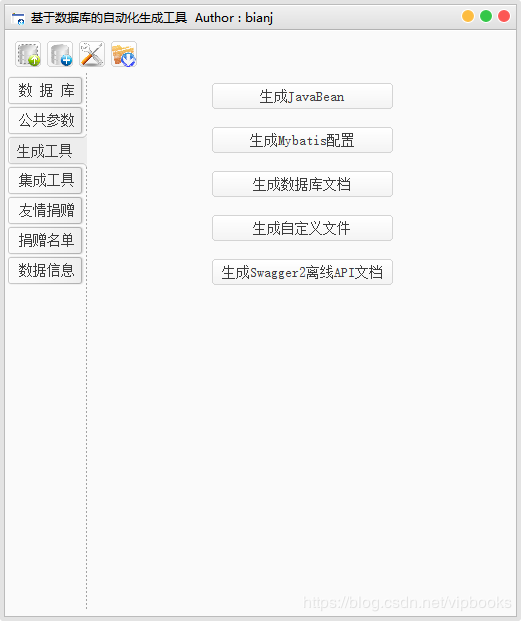 基于数据库的自动化生成工具 Author : bianj
数 据 库
公共参数
生成工具
集成工具
友情捐赠
捐赠名单
数据信息
生成JavaBean
生成Mybatis配置
生成数据库文档
生成自定义文件
生成Swagger2离线API文档
https://blog.csdn.net/vipbooks